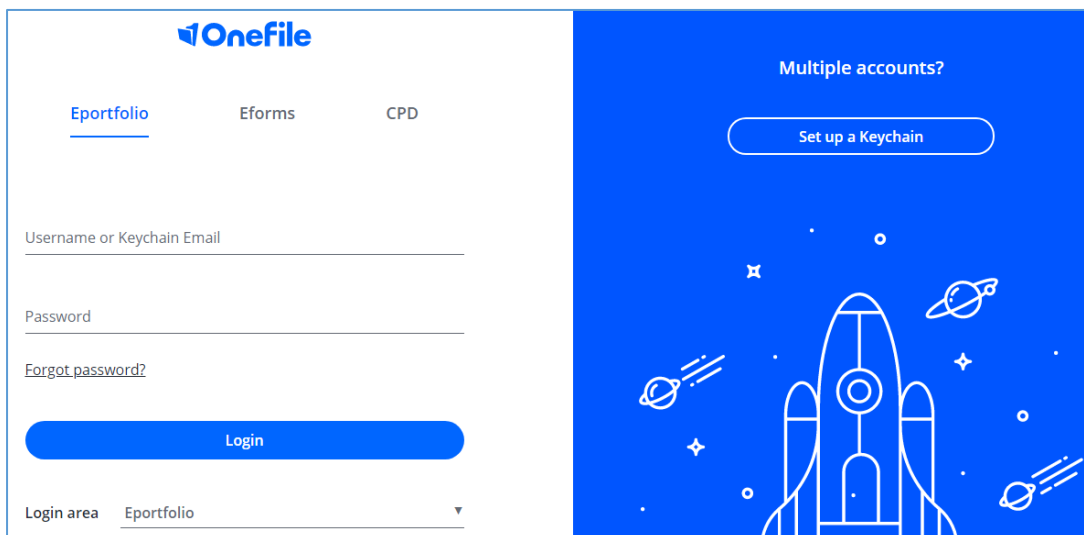 Onefile
Eportfolio Eforms CPD
Username or Keychain Email
Password
Forgot password?
Login
Login area Eportfolio
Multiple accounts?
Set up a Keychain